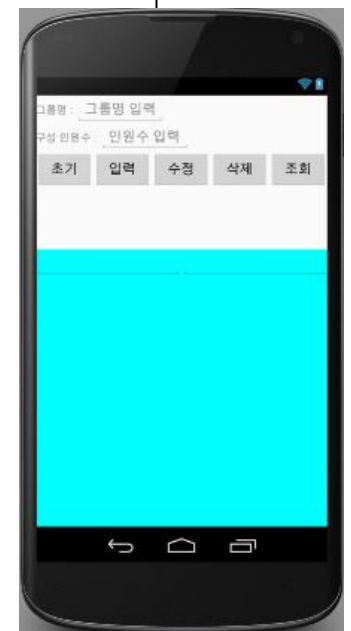 그룹명 : 그룹명 입력
구성 인원수 : 인원수 입력
초기 입력 수정 삭제 조회